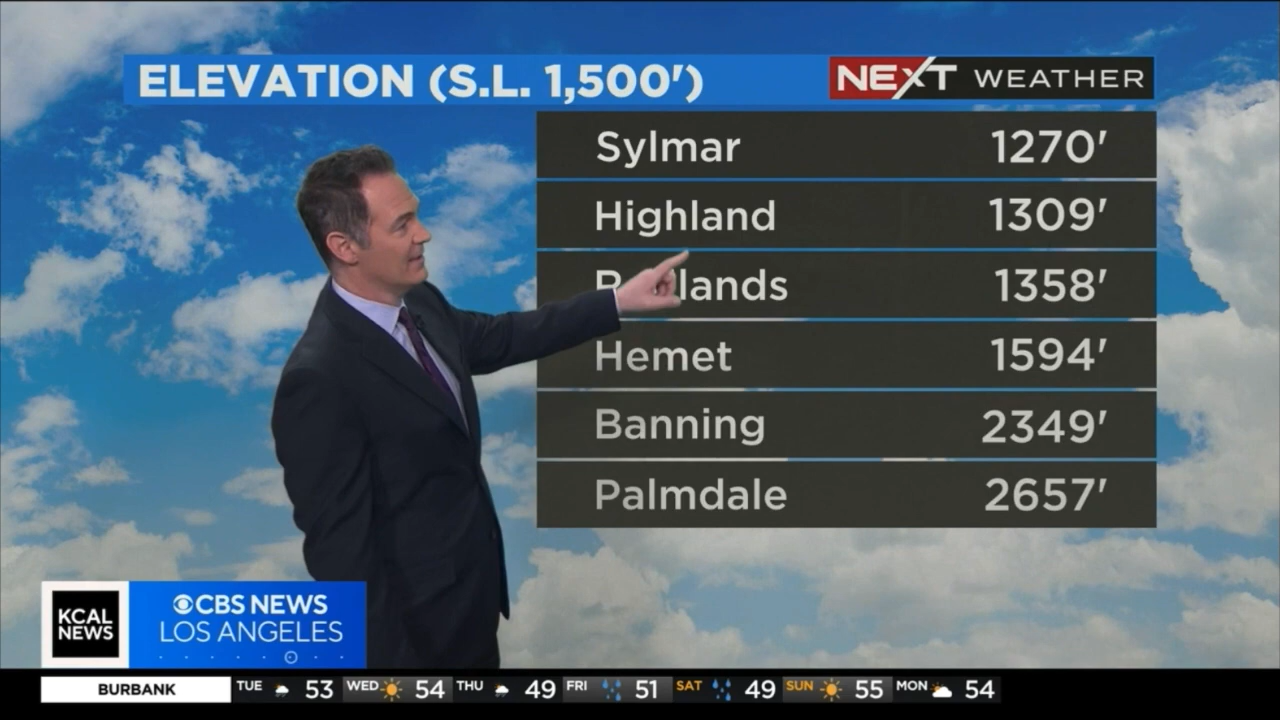 ELEVATION (S.L. 1,500')
NEXT WEATHER
Sylmar 1270'
Highland 1309'
lands 1358'
Hemet 1594'
Banning 2349'
Palmdale 2657'
KCAL NEWS
CBS NEWS
LOS ANGELES
BURBANK TUE 53 WED 54 THU 49 FRI 51 SAT 49 SUN 55 MON 54